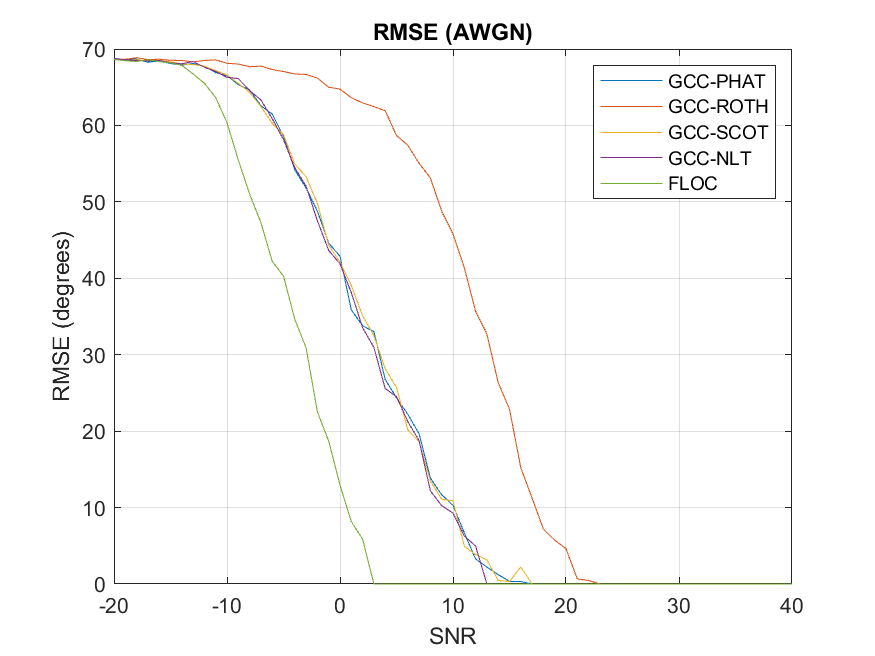 RMSE (AWGN)
70
60
50
40
30
20
10
0
RMSE (degrees)
GCC-PHAT
GCC-ROTH
GCC-SCOT
GCC-NLT
FLOC
-20
-10
0
10
20
30
40
SNR